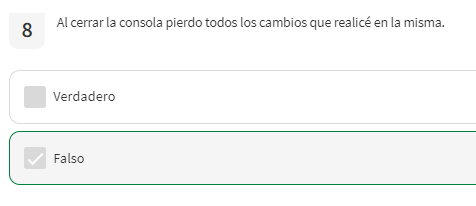 8
Al cerrar la consola pierdo todos los cambios que realicé en la misma.
Verdadero
Falso